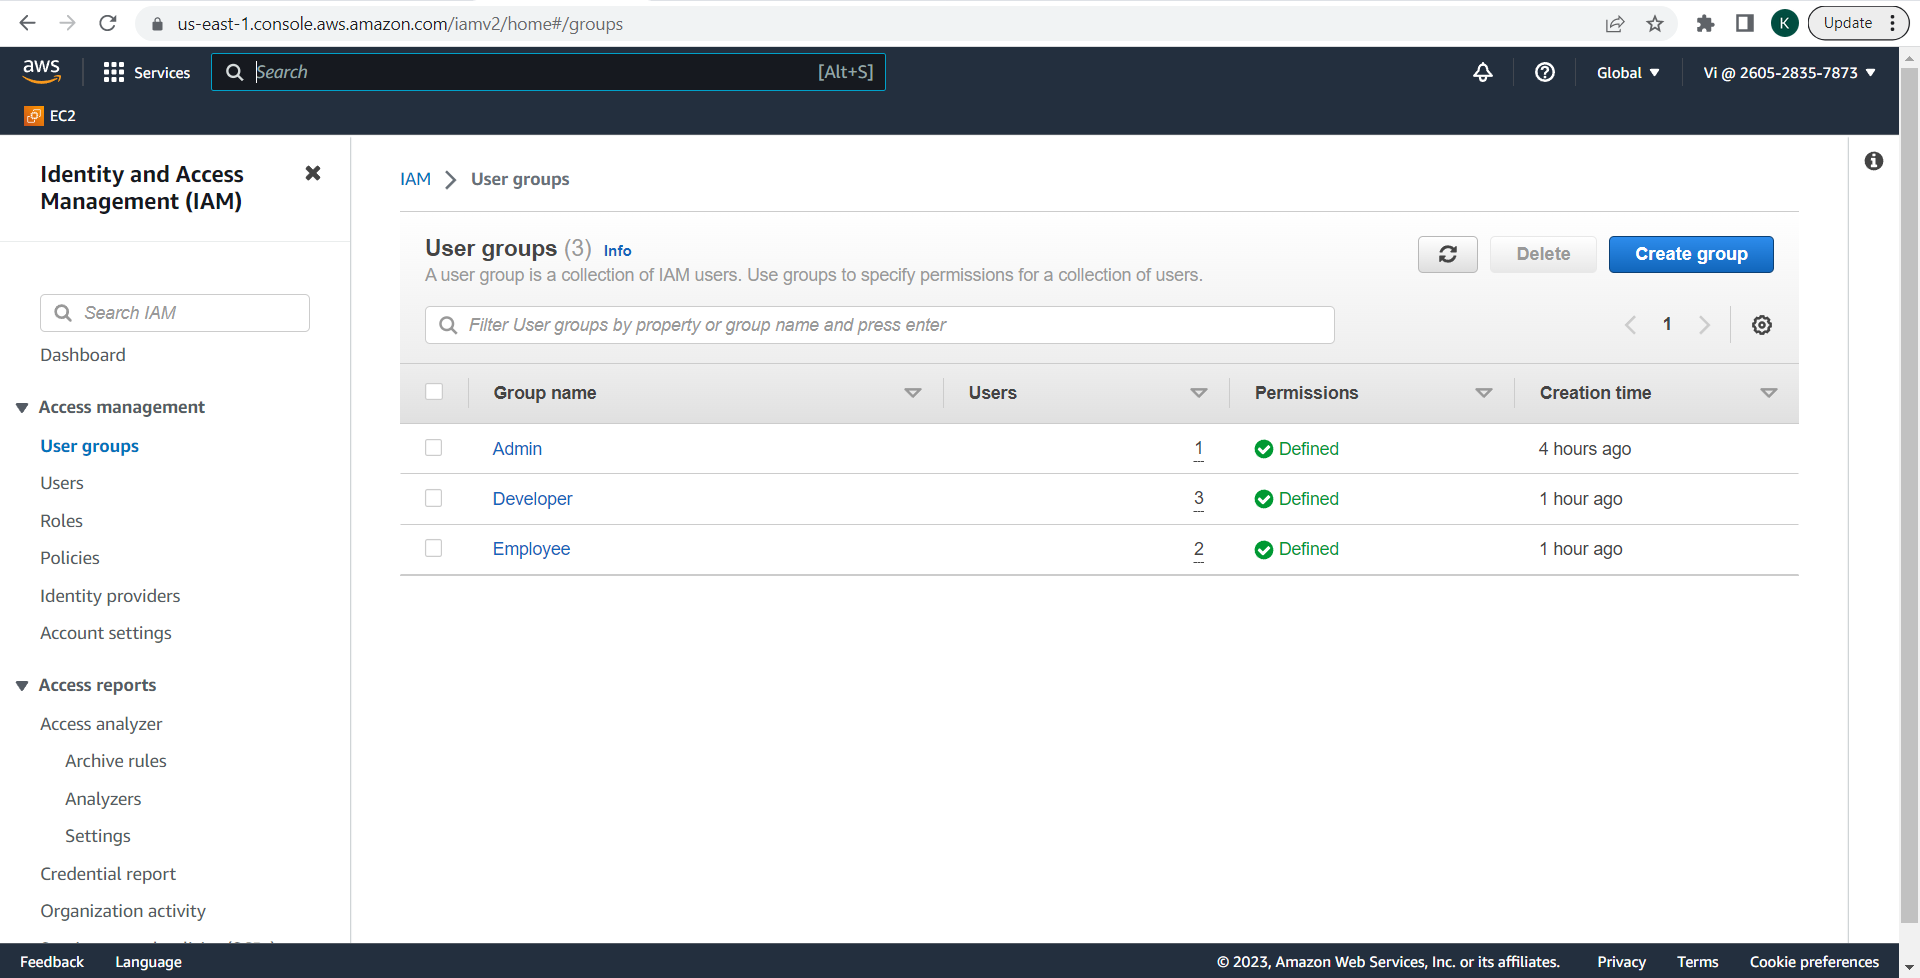 us-east-1.console.aws.amazon.com/iamv2/home#/groups
K
Update
aws
Services
Search
[Alt+S]
Global
Vi @ 2605-2835-7873
EC2
Identity and Access Management (IAM)
Search IAM
Dashboard
Access management
User groups
Users
Roles
Policies
Identity providers
Account settings
Access reports
Access analyzer
Archive rules
Analyzers
Settings
Credential report
Organization activity
IAM
User groups
User groups (3) Info
A user group is a collection of IAM users. Use groups to specify permissions for a collection of users.
Delete
Create group
Filter User groups by property or group name and press enter
1
Group name Users Permissions Creation time
Admin 1 Defined 4 hours ago
Developer 3 Defined 1 hour ago
Employee 2 Defined 1 hour ago
Feedback Language
© 2023, Amazon Web Services, Inc. or its affiliates. Privacy Terms Cookie preferences